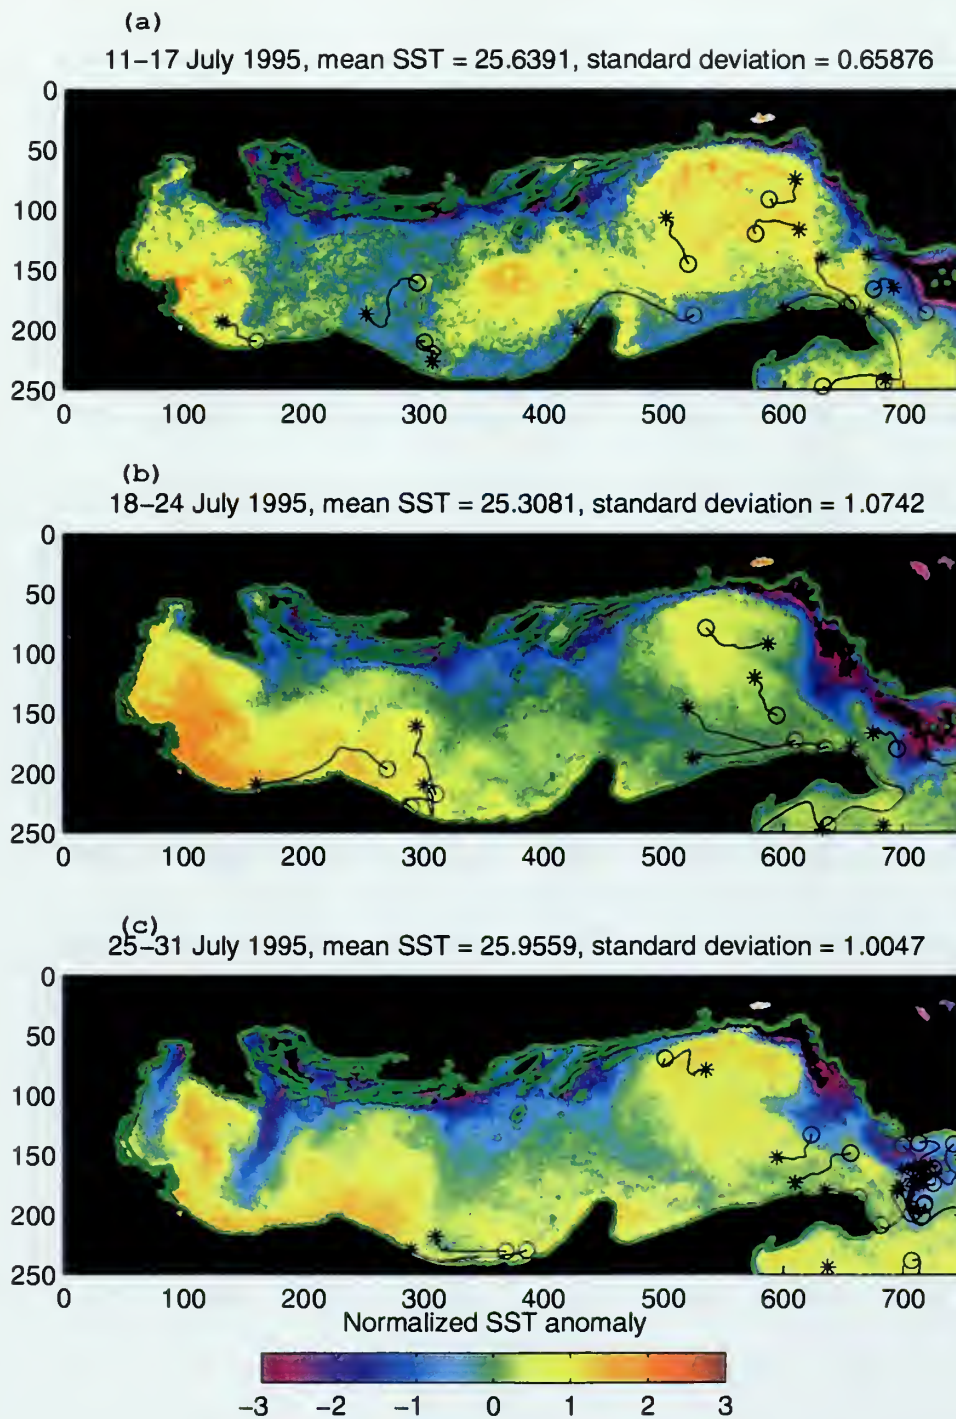 (a)
11–17 July 1995, mean SST = 25.6391, standard deviation = 0.65876
0
50
100
150
200
250
0 100 200 300 400 500 600 700
(b)
18–24 July 1995, mean SST = 25.3081, standard deviation = 1.0742
0
50
100
150
200
250
0 100 200 300 400 500 600 700
(c)
25–31 July 1995, mean SST = 25.9559, standard deviation = 1.0047
0
50
100
150
200
250
0 100 200 300 400 500 600 700
Normalized SST anomaly
−3 −2 −1 0 1 2 3